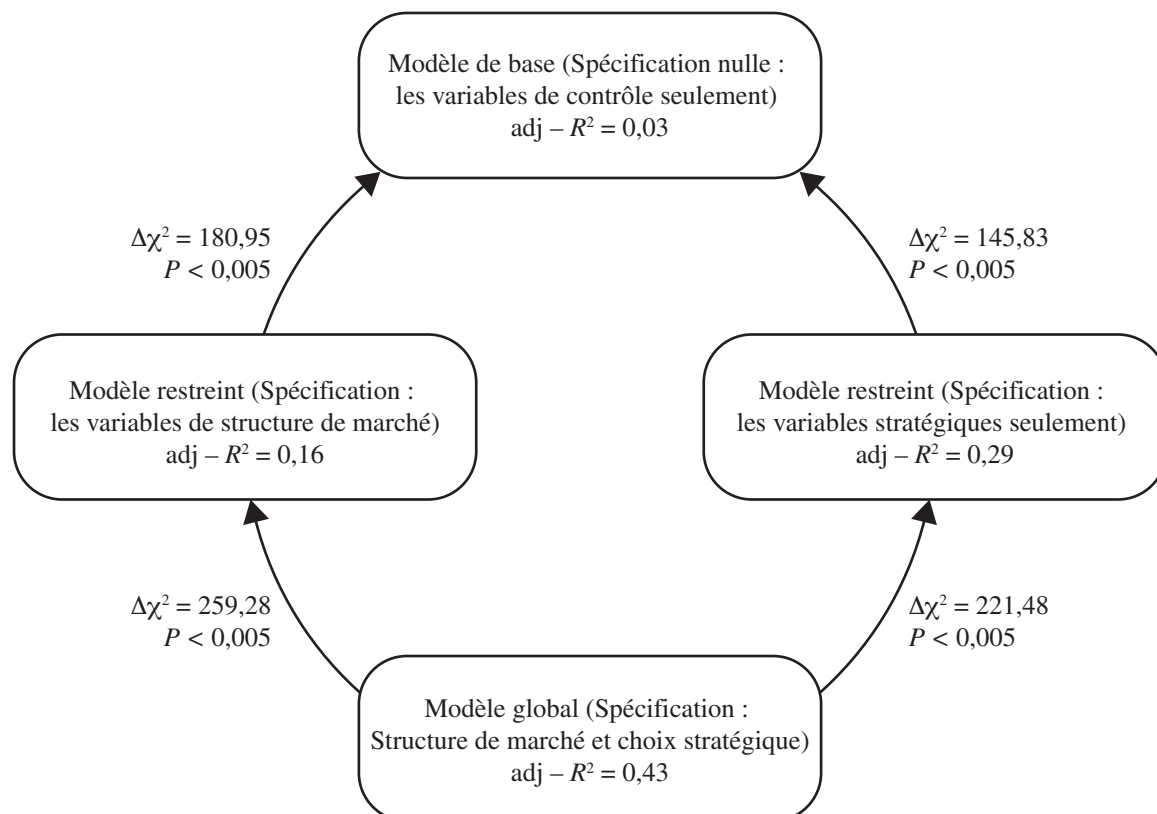 Modèle de base (Spécification nulle :
les variables de contrôle seulement)
adj – R² = 0,03
Δχ² = 180,95
P < 0,005
Δχ² = 145,83
P < 0,005
Modèle restreint (Spécification :
les variables de structure de marché)
adj – R² = 0,16
Modèle restreint (Spécification :
les variables stratégiques seulement)
adj – R² = 0,29
Δχ² = 259,28
P < 0,005
Δχ² = 221,48
P < 0,005
Modèle global (Spécification :
Structure de marché et choix stratégique)
adj – R² = 0,43